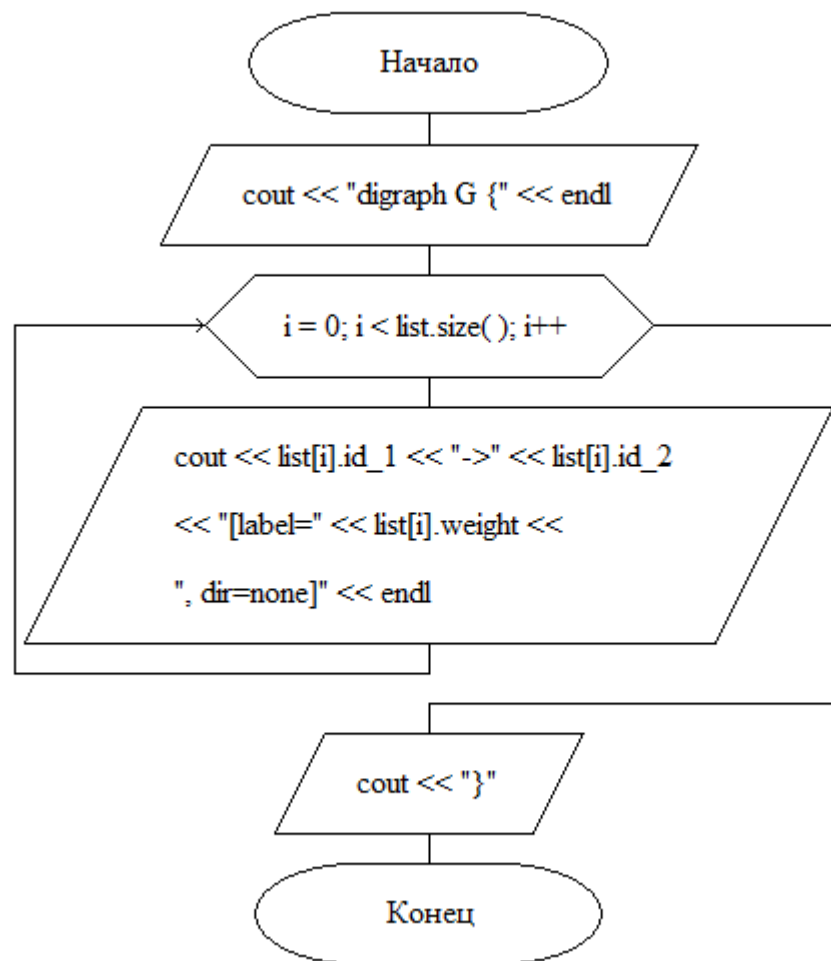 Начало
cout << "digraph G {" << endl
i = 0; i < list.size( ); i++
cout << list[i].id_1 << "->" << list[i].id_2
<< "[label=" << list[i].weight <<
", dir=none]" << endl
cout << "}"
Конец